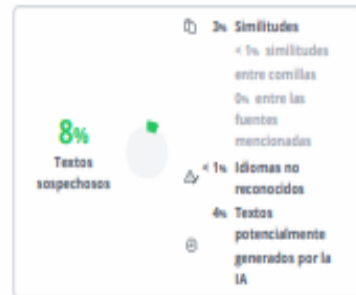 8%
Textos
sospechosos
3% Similitudes
< 1% similitudes
entre comillas
0% entre las
fuentes
mencionadas
< 1% Idiomas no
reconocidos
4% Textos
potencialmente
generados por la
IA